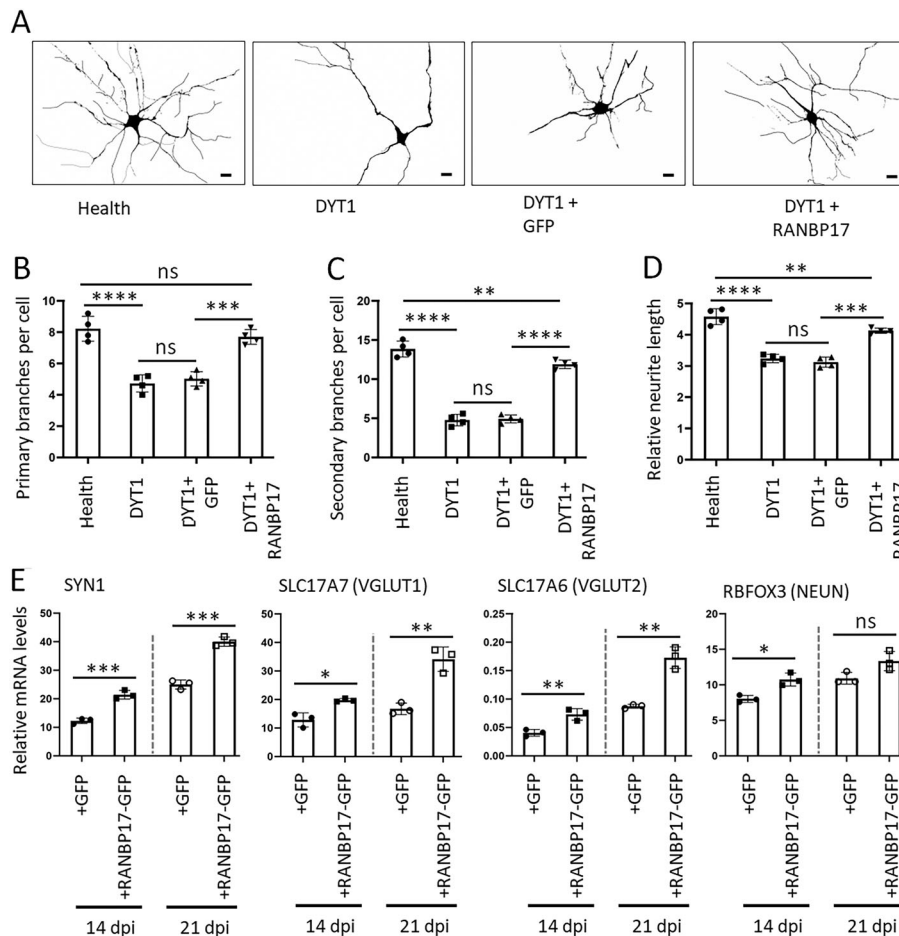 A
Health
DYT1
DYT1 +
GFP
DYT1 +
RANBP17
B
Primary branches per cell
10
8
6
4
2
0
ns
****
***
ns
Health
DYT1
DYT1+
GFP
DYT1+
RANBP17
C
Secondary branches per cell
20
15
10
5
0
**
****
****
ns
Health
DYT1
DYT1+
GFP
DYT1+
RANBP17
D
Relative neurite length
5
4
3
2
1
0
**
****
***
ns
Health
DYT1
DYT1+
GFP
DYT1+
RANBP17
E
Relative mRNA levels
SYN1
50
40
30
20
10
0
***
***
+GFP
+RANBP17-GFP
+GFP
+RANBP17-GFP
14 dpi
21 dpi
SLC17A7 (VGLUT1)
50
40
30
20
10
0
*
**
+GFP
+RANBP17-GFP
+GFP
+RANBP17-GFP
14 dpi
21 dpi
SLC17A6 (VGLUT2)
0.25
0.20
0.15
0.10
0.05
0.00
**
**
+GFP
+RANBP17-GFP
+GFP
+RANBP17-GFP
14 dpi
21 dpi
RBFOX3 (NEUN)
20
15
10
5
0
*
ns
+GFP
+RANBP17-GFP
+GFP
+RANBP17-GFP
14 dpi
21 dpi